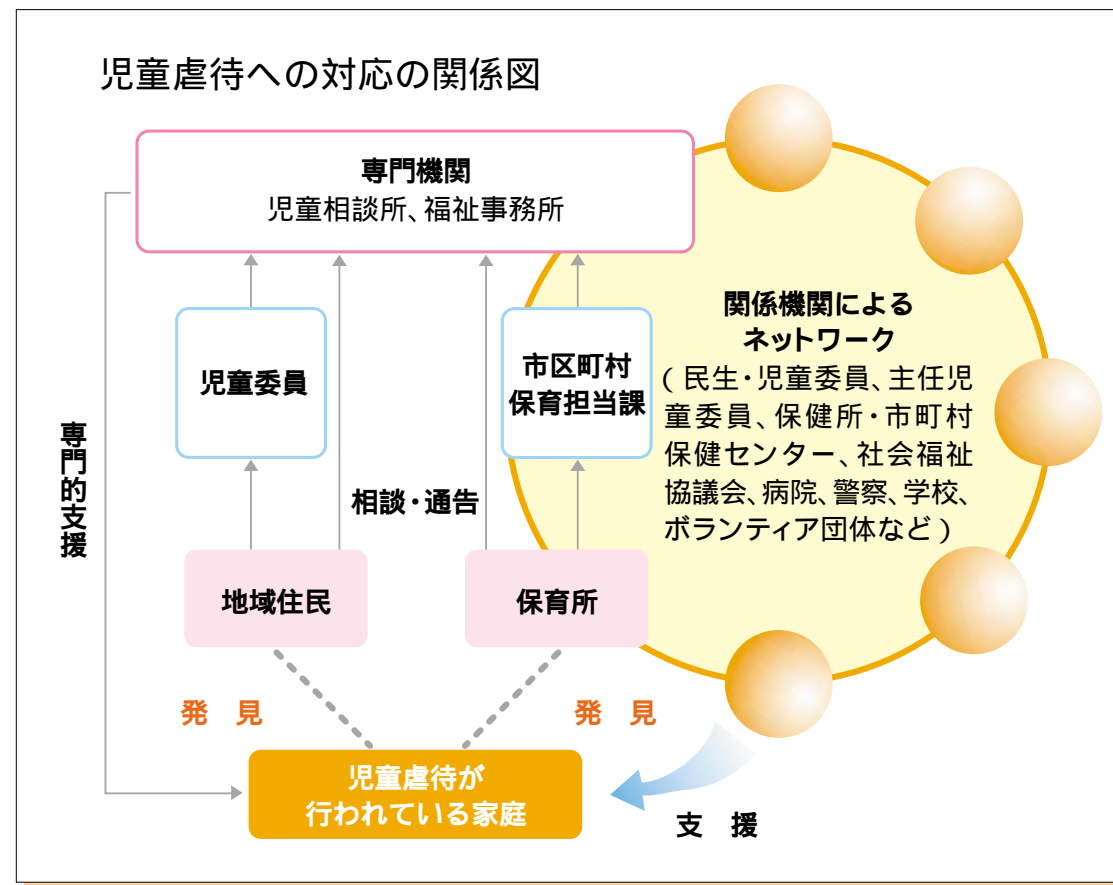 児童虐待への対応の関係図
専門機関
児童相談所、福祉事務所
児童委員
市区町村
保育担当課
関係機関による
ネットワーク
(民生・児童委員、主任児
童委員、保健所・市町村
保健センター、社会福祉
協議会、病院、警察、学校、
ボランティア団体など)
専門的支援
相談・通告
地域住民
保育所
発 見
発 見
児童虐待が
行われている家庭
支 援